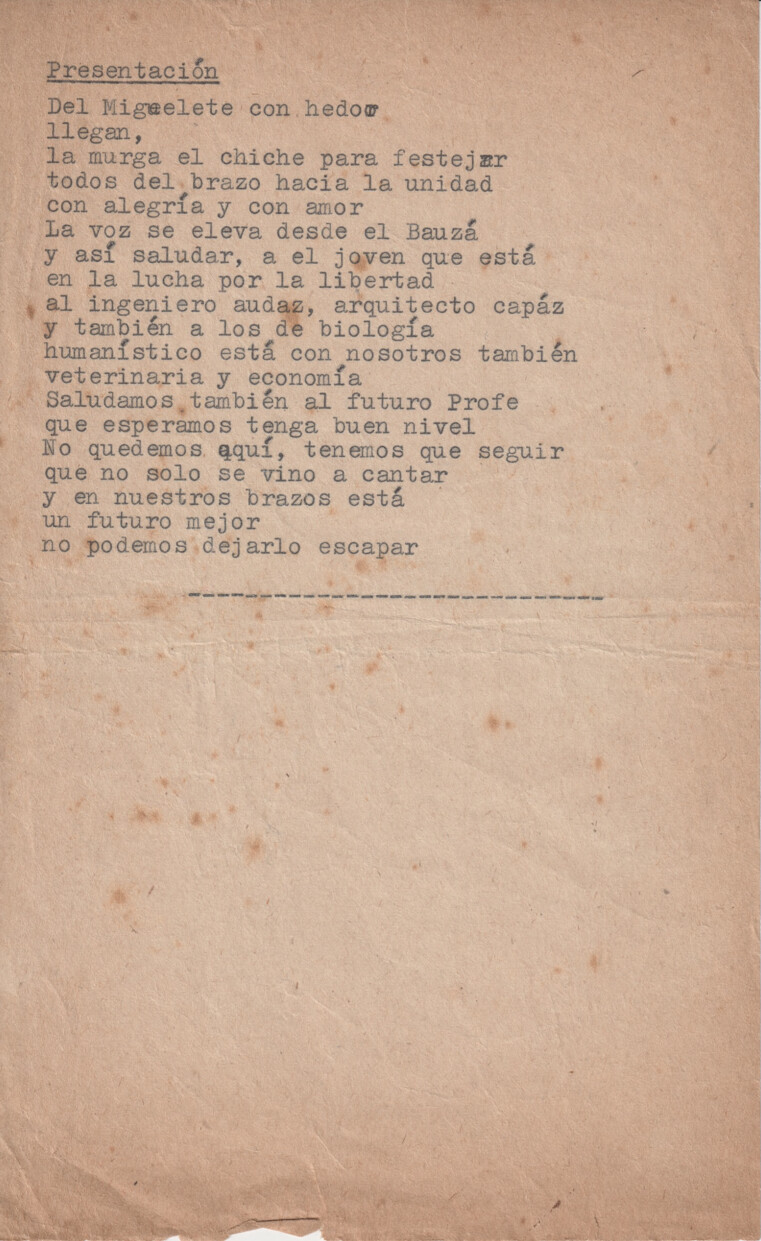 Presentación
Del Miguelete con hedor
llegan,
la murga el chiche para festejar
todos del brazo hacia la unidad
con alegría y con amor
La voz se eleva desde el Bauzá
y así saludar, a el joven que está
en la lucha por la libertad
al ingeniero audaz, arquitecto capáz
y también a los de biología
humanístico está con nosotros también
veterinaria y economía
Saludamos también al futuro Profe
que esperamos tenga buen nivel
No quedemos aquí, tenemos que seguir
que no solo se vino a cantar
y en nuestros brazos está
un futuro mejor
no podemos dejarlo escapar
------------------------------